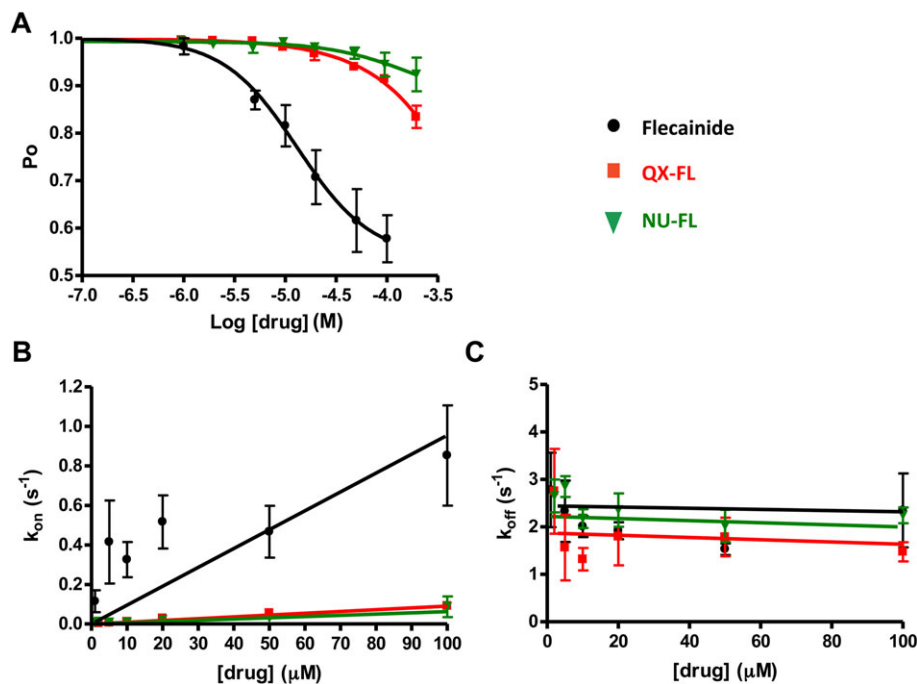 A
Po
1.0
0.9
0.8
0.7
0.6
0.5
-7.0 -6.5 -6.0 -5.5 -5.0 -4.5 -4.0 -3.5
Log [drug] (M)
Flecainide
QX-FL
NU-FL
B
kon (s-1)
1.2
1.0
0.8
0.6
0.4
0.2
0.0
0 10 20 30 40 50 60 70 80 90 100
[drug] (μM)
C
koff (s-1)
5
4
3
2
1
0
0 20 40 60 80 100
[drug] (μM)